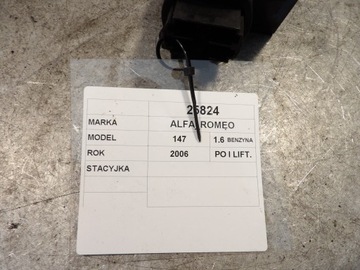 25824
MARKA ALFA ROMEO
MODEL 147 1.6 BENZYNA
ROK 2006 PO I LIFT.
STACYJKA